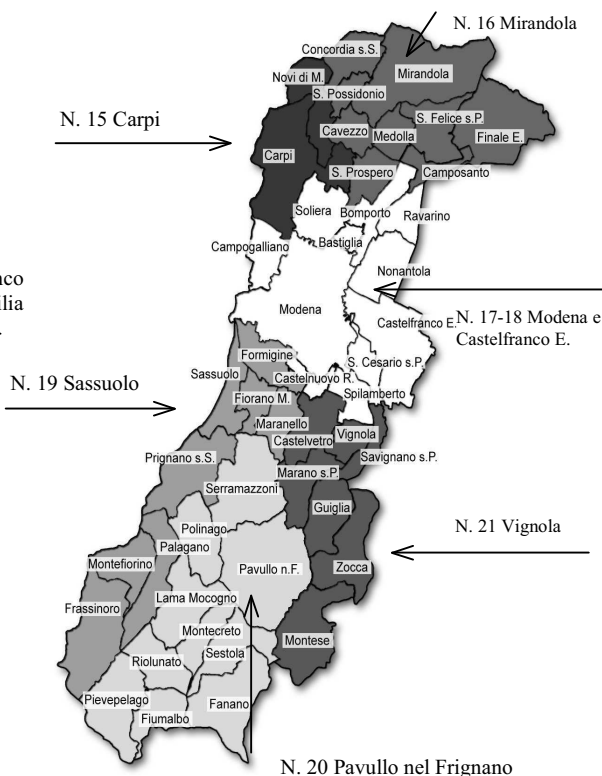 N. 16 Mirandola
Concordia s.S.
Mirandola
Novi di M.
S. Possidonio
N. 15 Carpi
Cavezzo
Medolla
S. Felice s.P.
Finale E.
Carpi
S. Prospero
Camposanto
Soliera
Bomporto
Ravarino
Campogalliano
Bastiglia
Nonantola
nco
ilia
Modena
N. 17-18 Modena e
Castelfranco E.
Castelfranco E.
Formigine
S. Cesario s.P.
Sassuolo
Castelnuovo R.
N. 19 Sassuolo
Fiorano M.
Spilamberto
Maranello
Castelvetro
Vignola
Prignano s.S.
Savignano s.P.
Marano s.P.
Serramazzoni
Guiglia
Polinago
N. 21 Vignola
Palagano
Montefiorino
Pavullo n.F.
Zocca
Frassinoro
Lama Mocogno
Montecreto
Montese
Riolunato
Sestola
Pievepelago
Fanano
Fiumalbo
N. 20 Pavullo nel Frignano